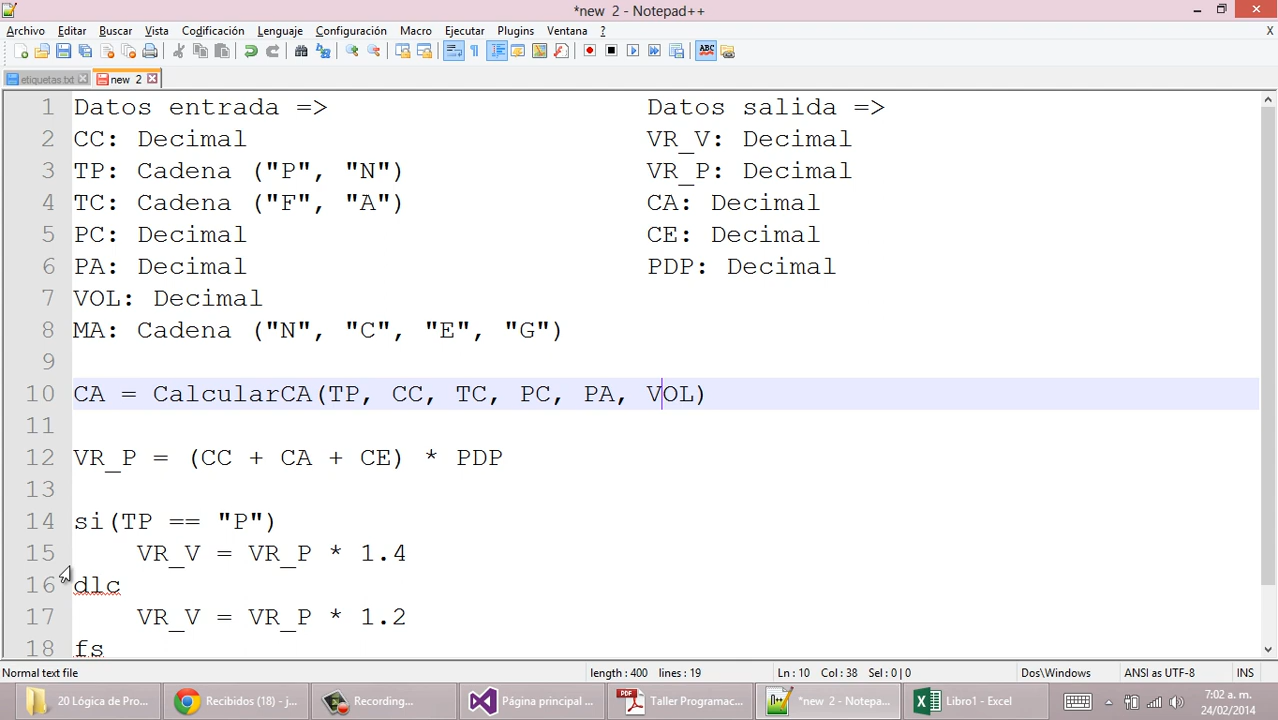 *new 2 - Notepad++
Archivo Editar Buscar Vista Codificación Lenguaje Configuración Macro Ejecutar Plugins Ventana ? X
ABC
etiquetas.txt new 2
1 Datos entrada => Datos salida =>
2 CC: Decimal VR_V: Decimal
3 TP: Cadena ("P", "N") VR_P: Decimal
4 TC: Cadena ("F", "A") CA: Decimal
5 PC: Decimal CE: Decimal
6 PA: Decimal PDP: Decimal
7 VOL: Decimal
8 MA: Cadena ("N", "C", "E", "G")
9
10 CA = CalcularCA(TP, CC, TC, PC, PA, VOL)
11
12 VR_P = (CC + CA + CE) * PDP
13
14 si(TP == "P")
15 VR_V = VR_P * 1.4
16 dlc
17 VR_V = VR_P * 1.2
18 fs
Normal text file length : 400 lines : 19 Ln : 10 Col : 38 Sel : 0 | 0 Dos\Windows ANSI as UTF-8 INS
20 Lógica de Pro... Recibidos (18) - j... Recording... Página principal ... PDF Taller Programac... *new 2 - Notepa... Libro1 - Excel 7:02 a. m.
24/02/2014